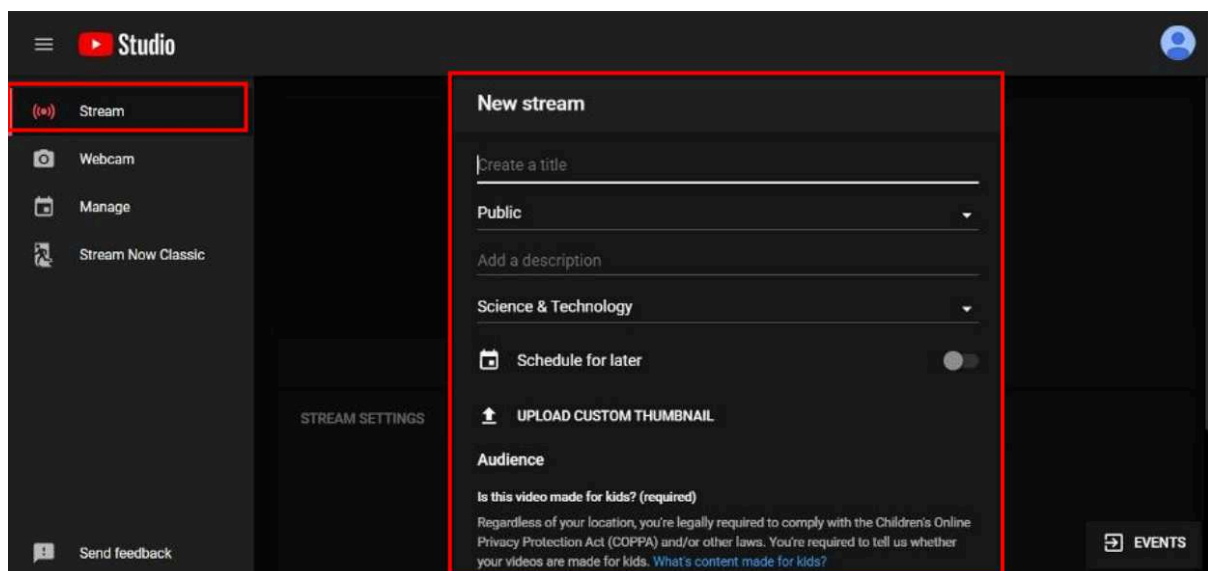 Studio
Stream
Webcam
Manage
Stream Now Classic
Send feedback
STREAM SETTINGS
New stream
Create a title
Public
Add a description
Science & Technology
Schedule for later
UPLOAD CUSTOM THUMBNAIL
Audience
Is this video made for kids? (required)
Regardless of your location, you're legally required to comply with the Children's Online
Privacy Protection Act (COPPA) and/or other laws. You're required to tell us whether
your videos are made for kids. What's content made for kids?
EVENTS